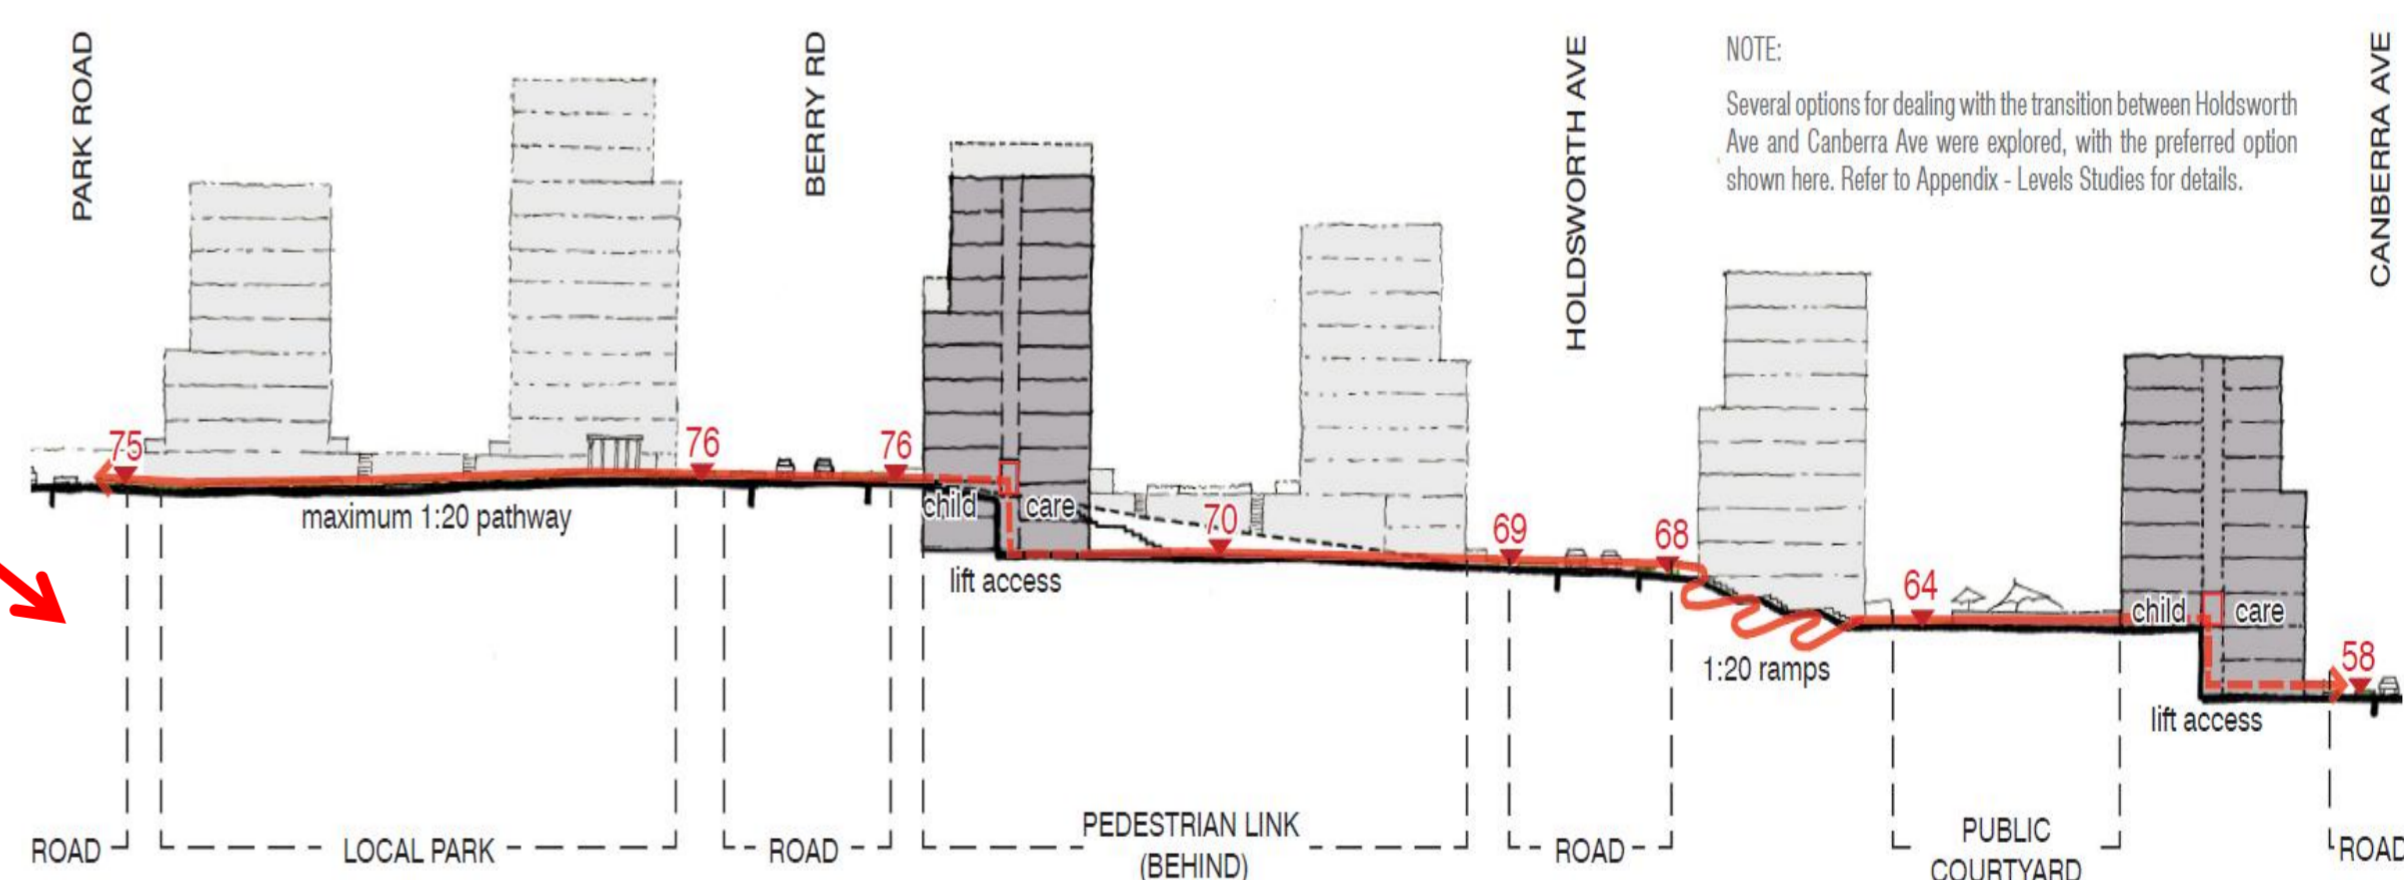 PARK ROAD
BERRY RD
HOLDSWORTH AVE
CANBERRA AVE
NOTE:
Several options for dealing with the transition between Holdsworth
Ave and Canberra Ave were explored, with the preferred option
shown here. Refer to Appendix - Levels Studies for details.
75
76
76
child care
maximum 1:20 pathway
70
69
68
lift access
64
child care
1:20 ramps
58
lift access
ROAD
LOCAL PARK
ROAD
PEDESTRIAN LINK
(BEHIND)
ROAD
PUBLIC
COURTYARD
ROAD